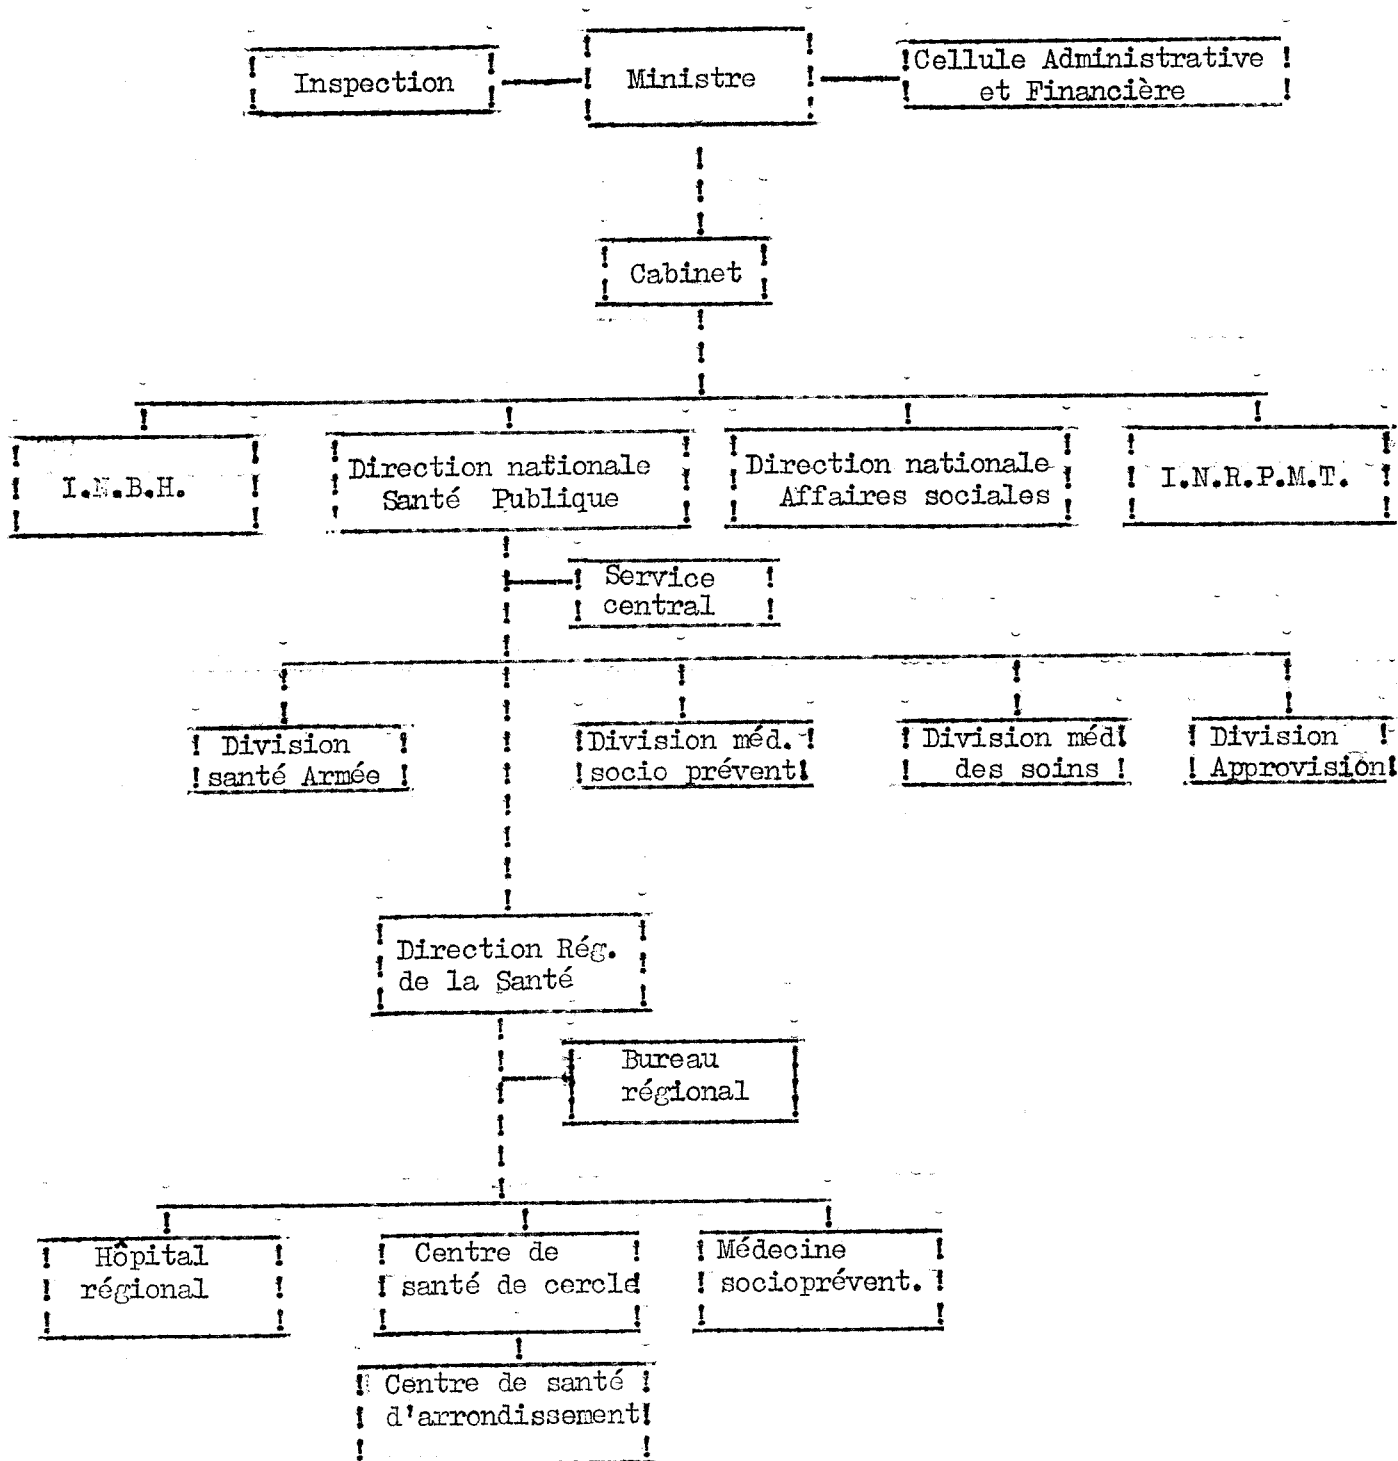 Inspection
Ministre
Cellule Administrative
et Financière
Cabinet
I.N.B.H.
Direction nationale
Santé Publique
Direction nationale
Affaires sociales
I.N.R.P.M.T.
Service
central
Division
santé Armée
Division méd.
socio prévent
Division méd
des soins
Division
Approvision
Direction Rég.
de la Santé
Bureau
régional
Hôpital
régional
Centre de
santé de cercle
Médecine
socioprévent.
Centre de santé
d'arrondissement